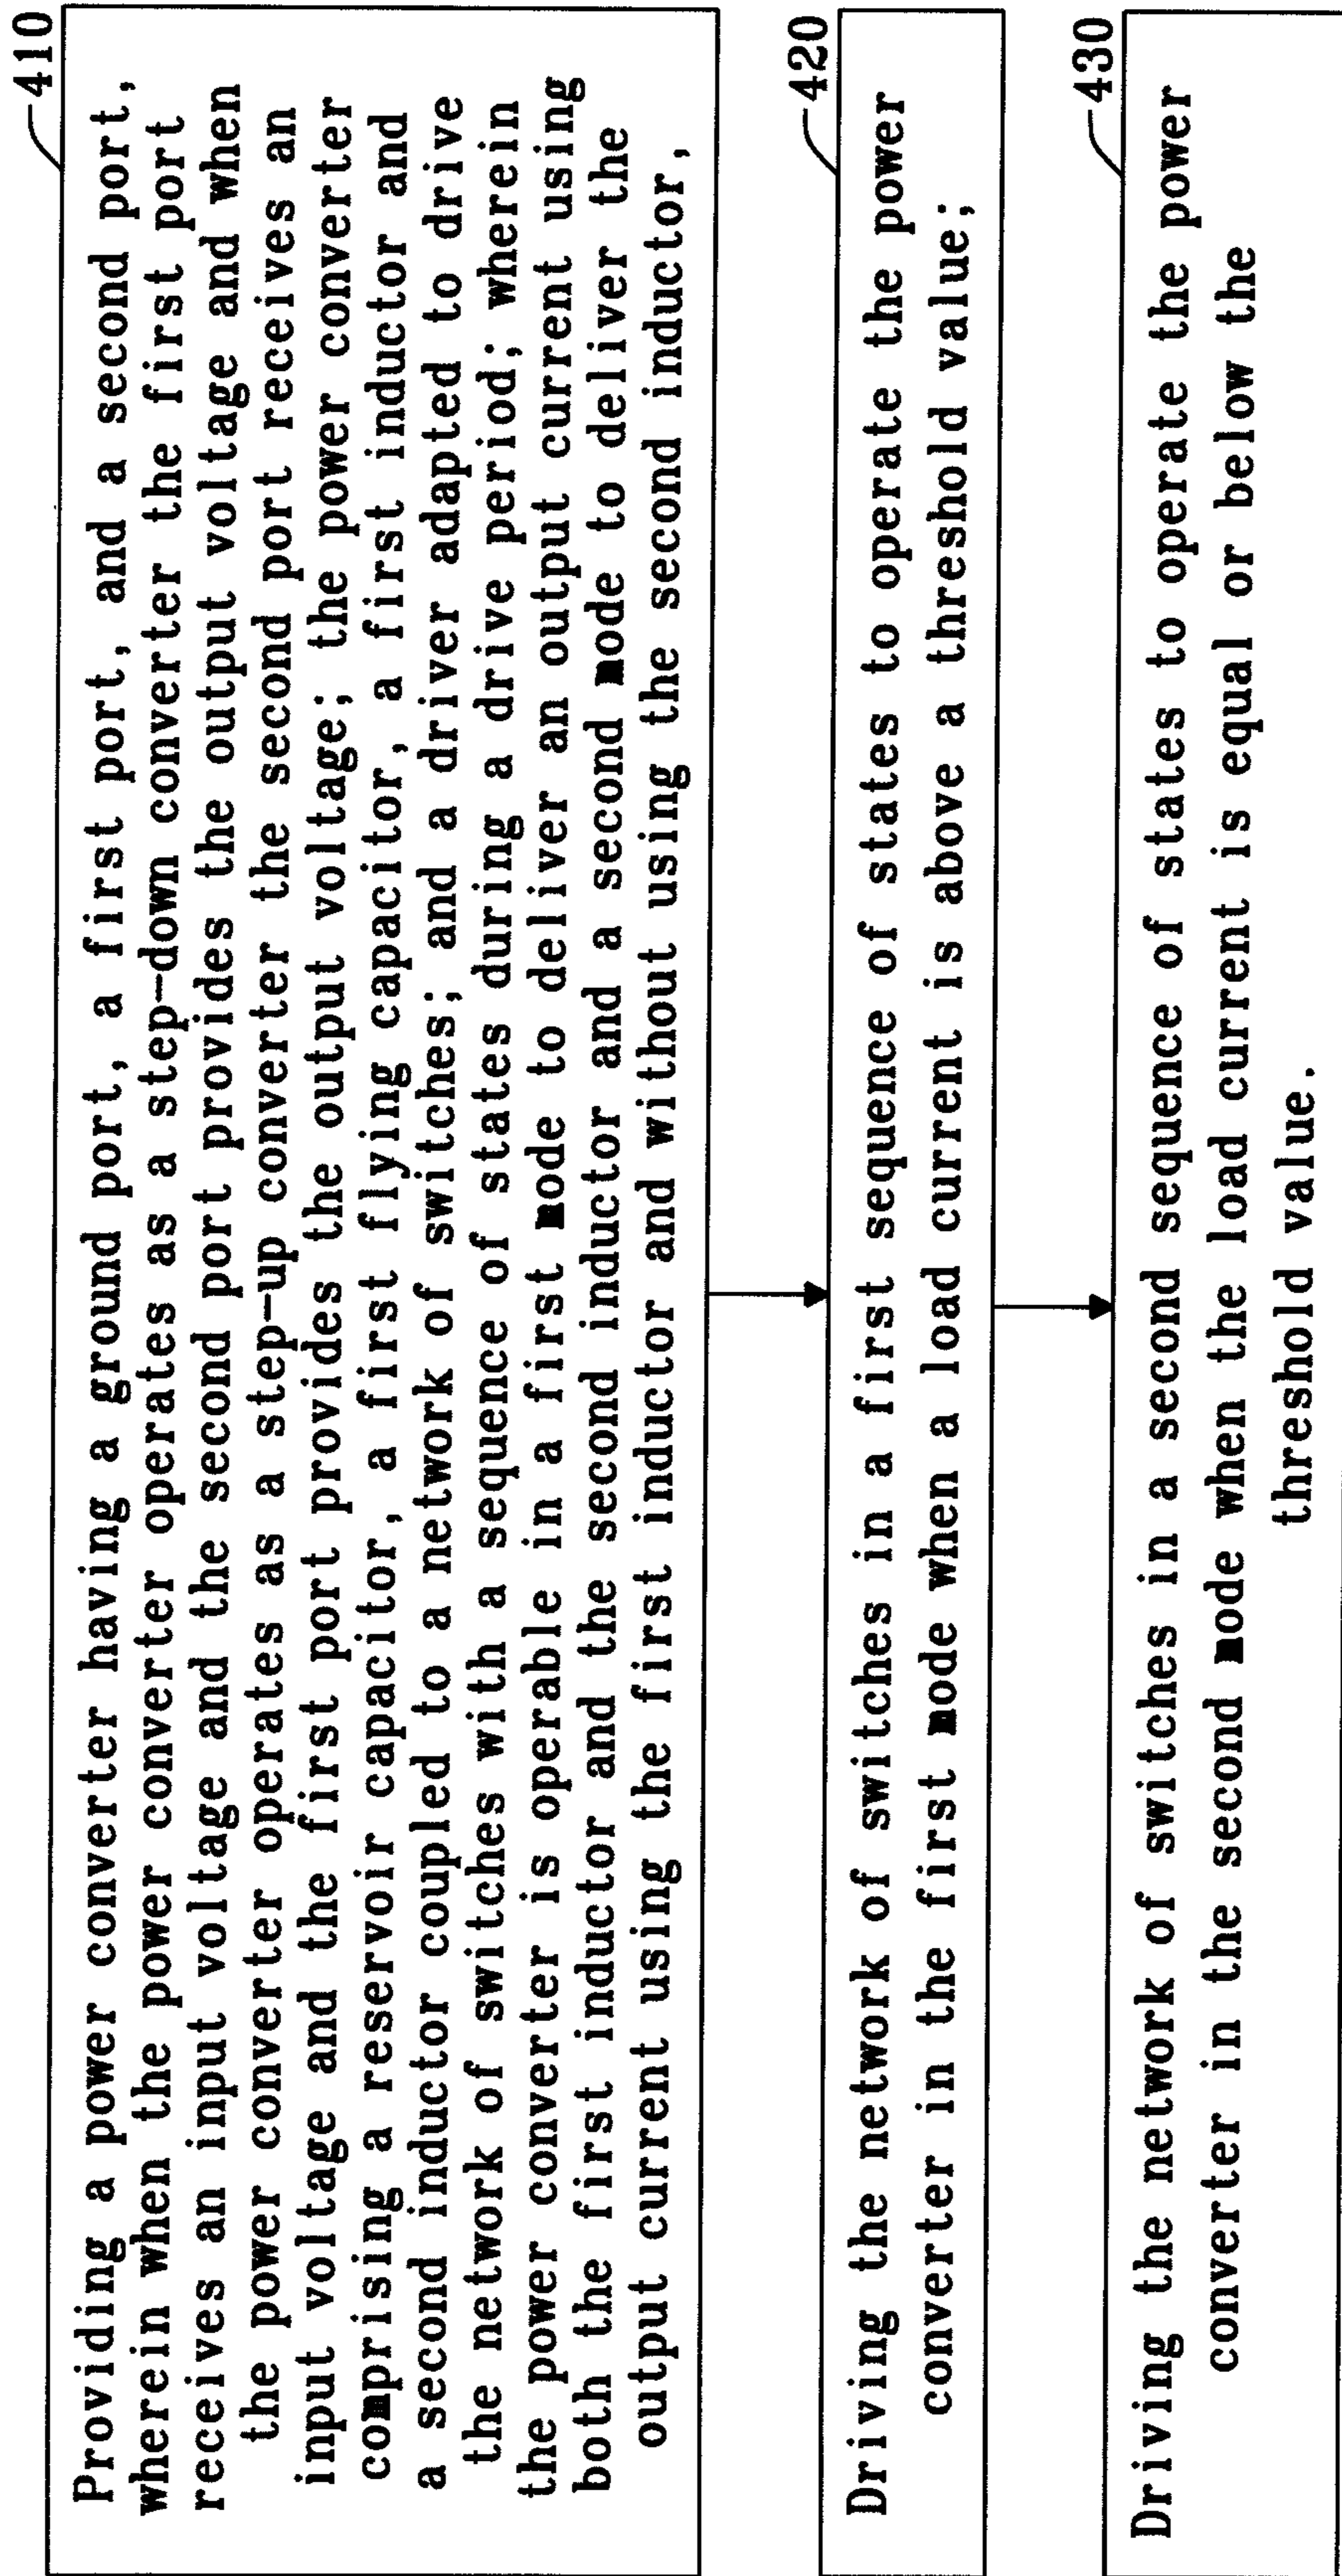 410
Providing a power converter having a ground port, a first port, and a second port,
wherein when the power converter operates as a step-down converter the first port
receives an input voltage and the second port provides the output voltage and when
the power converter operates as a step-up converter the second port receives an
input voltage and the first port provides the output voltage; the power converter
comprising a reservoir capacitor, a first flying capacitor, a first inductor and
a second inductor coupled to a network of switches; and a driver adapted to drive
the network of switches with a sequence of states during a drive period; wherein
the power converter is operable in a first mode to deliver an output current using
both the first inductor and the second inductor and a second mode to deliver the
output current using the first inductor and without using the second inductor,
420
Driving the network of switches in a first sequence of states to operate the power
converter in the first mode when a load current is above a threshold value;
430
Driving the network of switches in a second sequence of states to operate the power
converter in the second mode when the load current is equal or below the
threshold value.